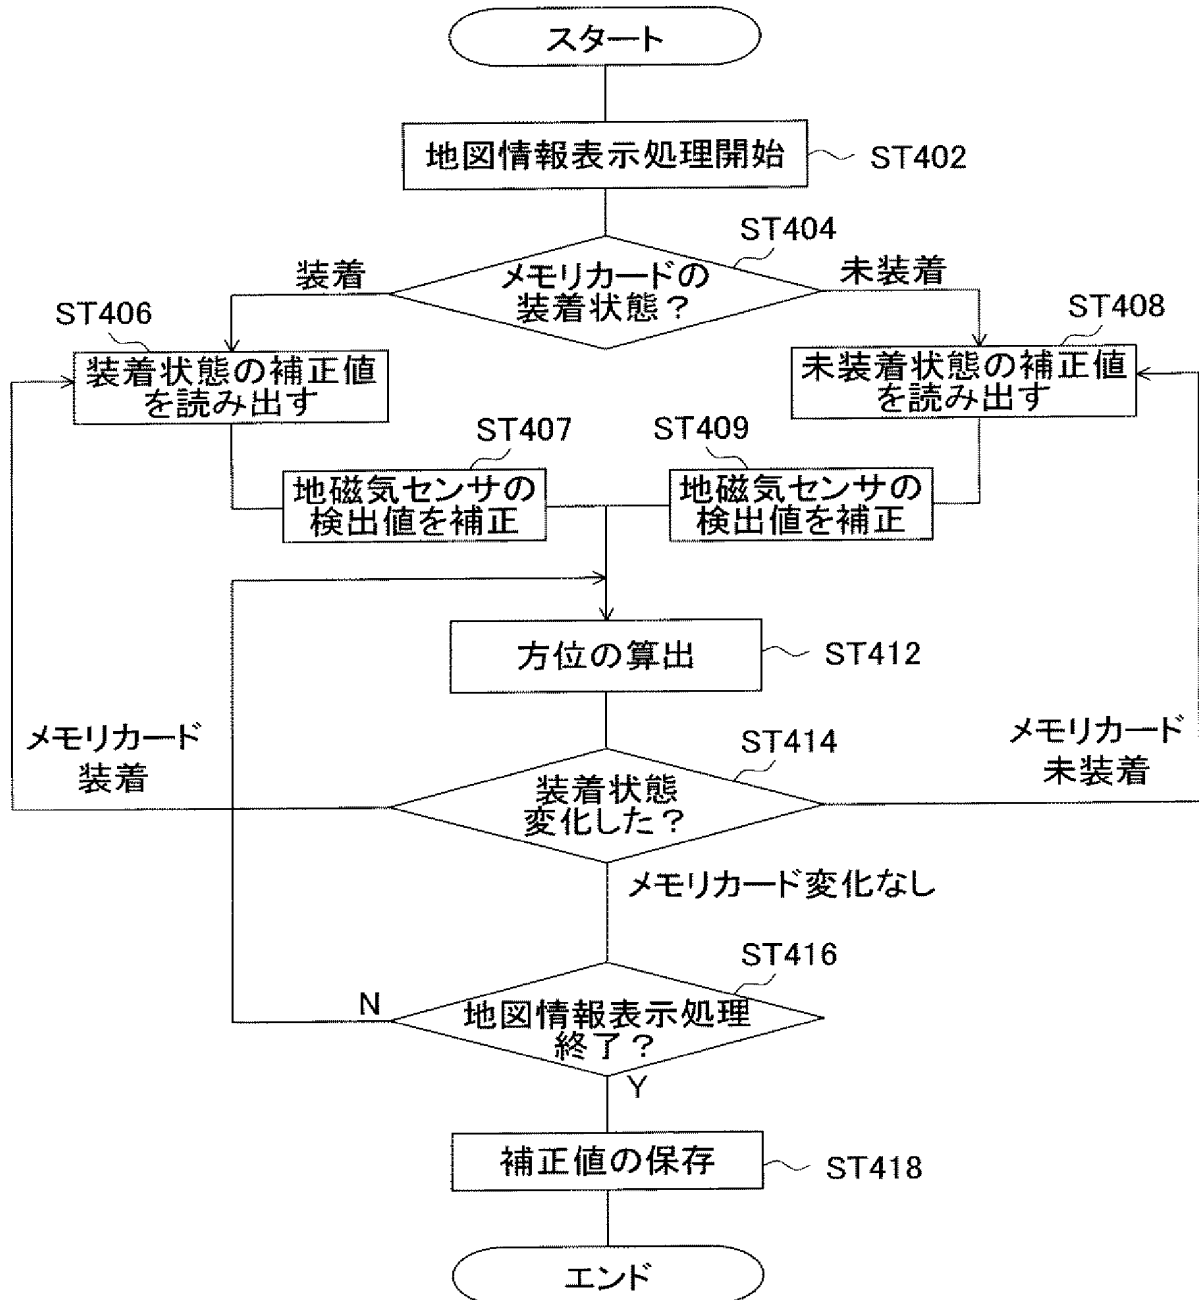 スタート
地図情報表示処理開始
ST402
ST404
メモリカードの
装着状態？
装着
未装着
ST406
装着状態の補正値
を読み出す
ST408
未装着状態の補正値
を読み出す
ST407
地磁気センサの
検出値を補正
ST409
地磁気センサの
検出値を補正
方位の算出
ST412
メモリカード
装着
ST414
装着状態
変化した？
メモリカード
未装着
メモリカード変化なし
ST416
N
地図情報表示処理
終了？
Y
補正値の保存
ST418
エンド